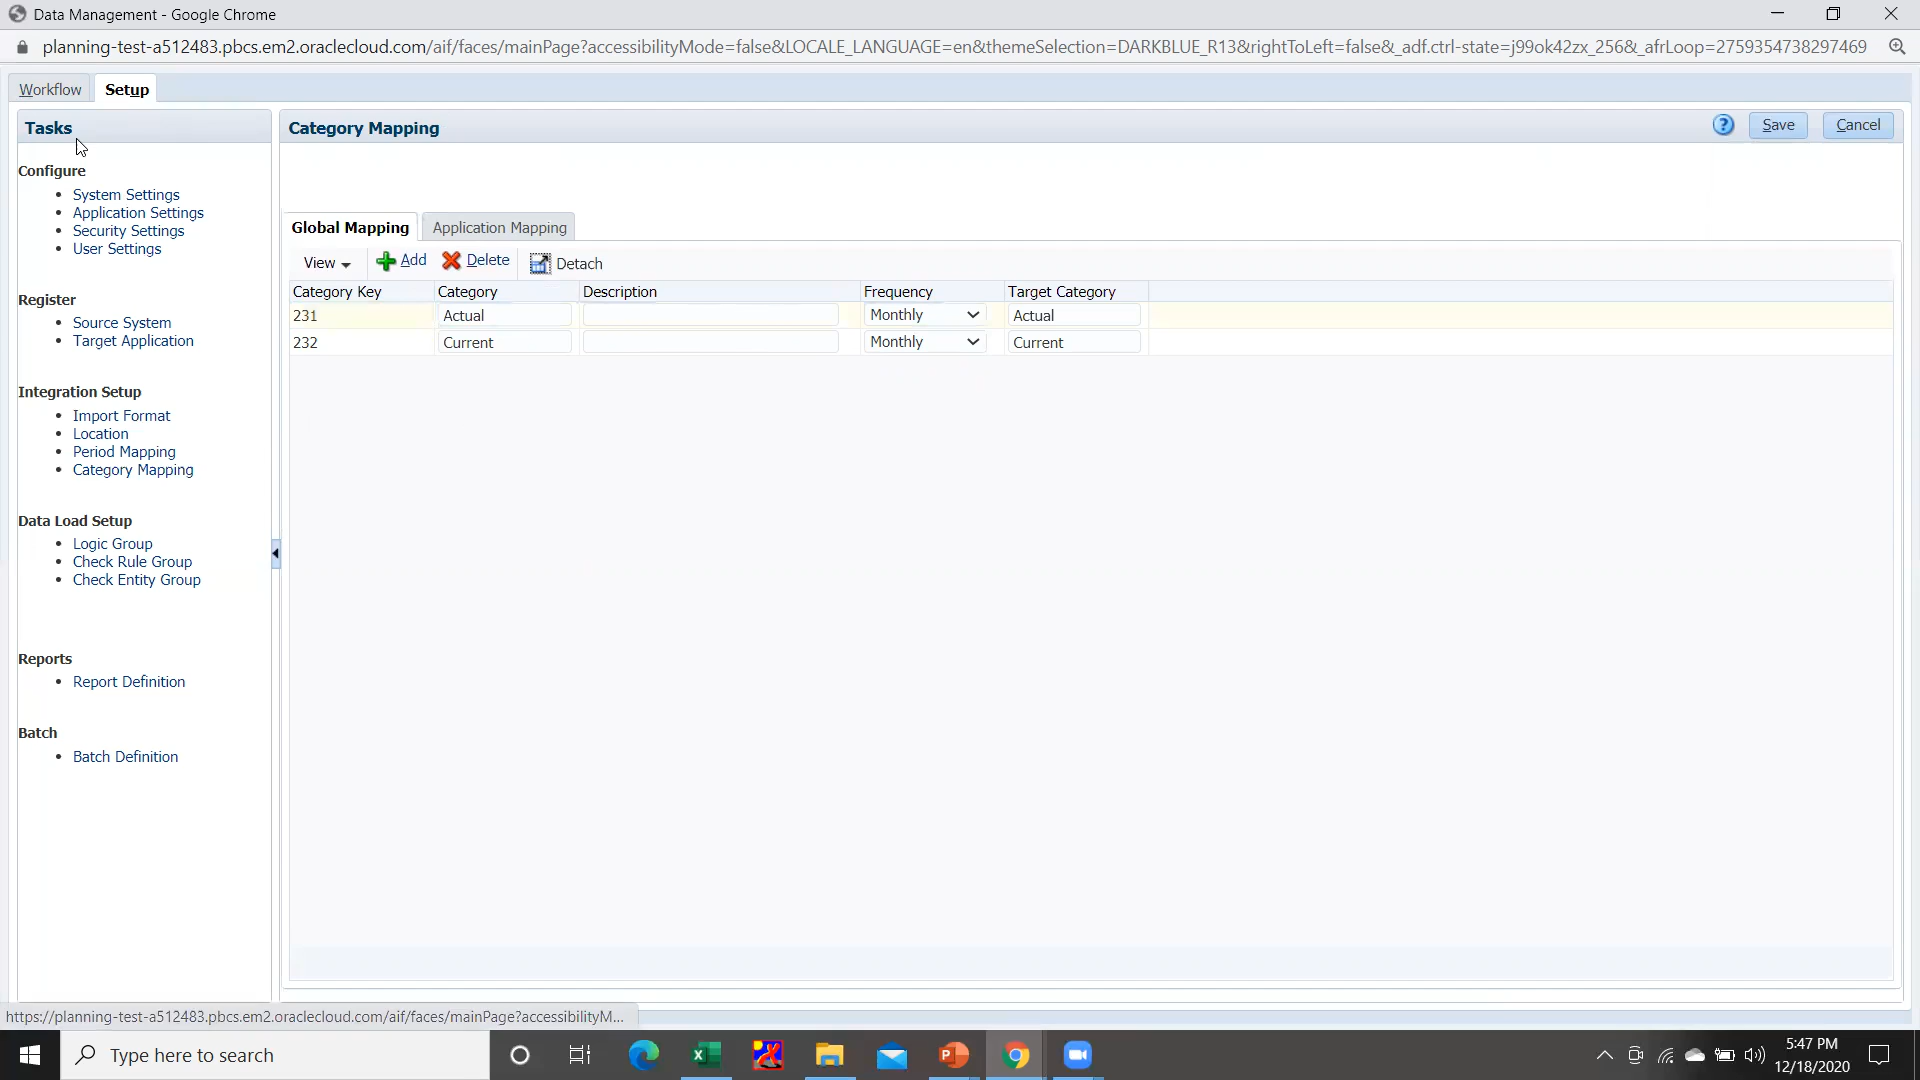 Data Management - Google Chrome
planning-test-a512483.pbcs.em2.oraclecloud.com/aif/faces/mainPage?accessibilityMode=false&LOCALE_LANGUAGE=en&themeSelection=DARKBLUE_R13&rightToLeft=false&_adf.ctrl-state=j99ok42zx_256&_afrLoop=2759354738297469
Workflow Setup
Tasks
Configure
• System Settings
• Application Settings
• Security Settings
• User Settings
Register
• Source System
• Target Application
Integration Setup
• Import Format
• Location
• Period Mapping
• Category Mapping
Data Load Setup
• Logic Group
• Check Rule Group
• Check Entity Group
Reports
• Report Definition
Batch
• Batch Definition
Category Mapping
? Save Cancel
Global Mapping Application Mapping
View Add Delete Detach
Category Key Category Description Frequency Target Category
231 Actual Monthly Actual
232 Current Monthly Current
https://planning-test-a512483.pbcs.em2.oraclecloud.com/aif/faces/mainPage?accessibilityM...
Type here to search
5:47 PM
12/18/2020